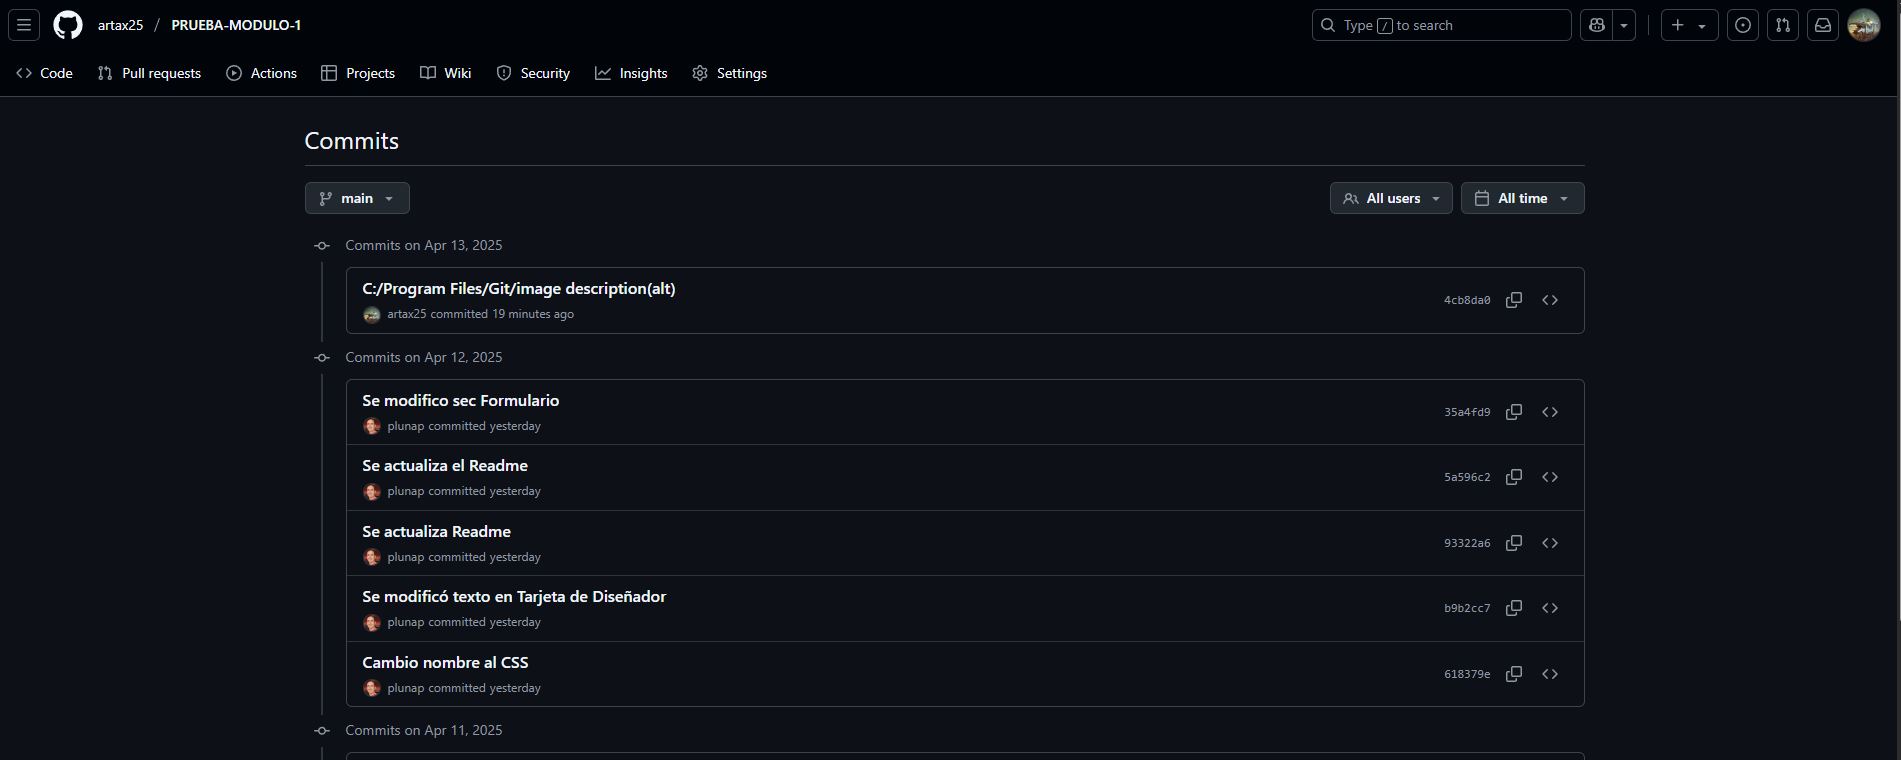 artax25 / PRUEBA-MODULO-1
Type / to search
Code Pull requests Actions Projects Wiki Security Insights Settings
Commits
main
All users All time
Commits on Apr 13, 2025
C:/Program Files/Git/image description(alt)
4cb8da0
artax25 committed 19 minutes ago
Commits on Apr 12, 2025
Se modifico sec Formulario
35a4fd9
plunap committed yesterday
Se actualiza el Readme
5a596c2
plunap committed yesterday
Se actualiza Readme
93322a6
plunap committed yesterday
Se modificó texto en Tarjeta de Diseñador
b9b2cc7
plunap committed yesterday
Cambio nombre al CSS
618379e
plunap committed yesterday
Commits on Apr 11, 2025